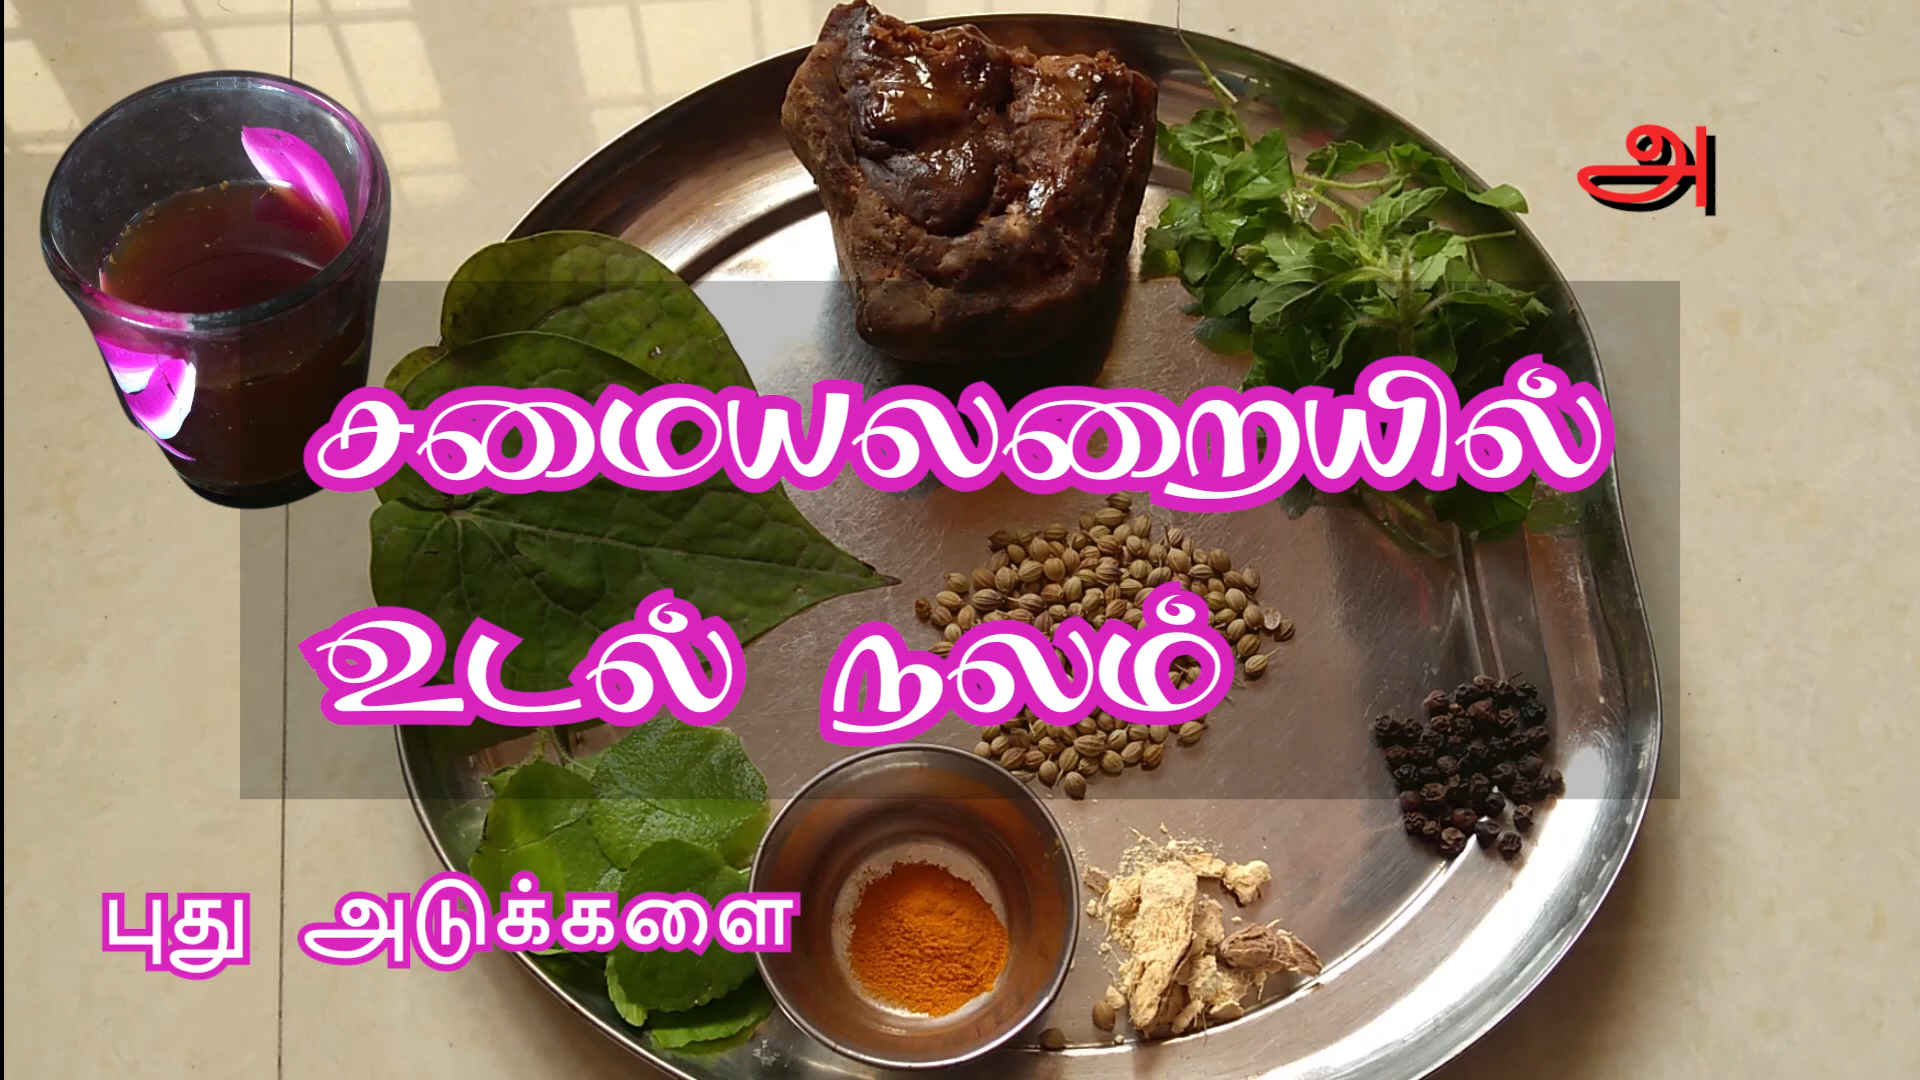 அ
சமையலறையில்
உடல் நலம்
புது அடுக்களை